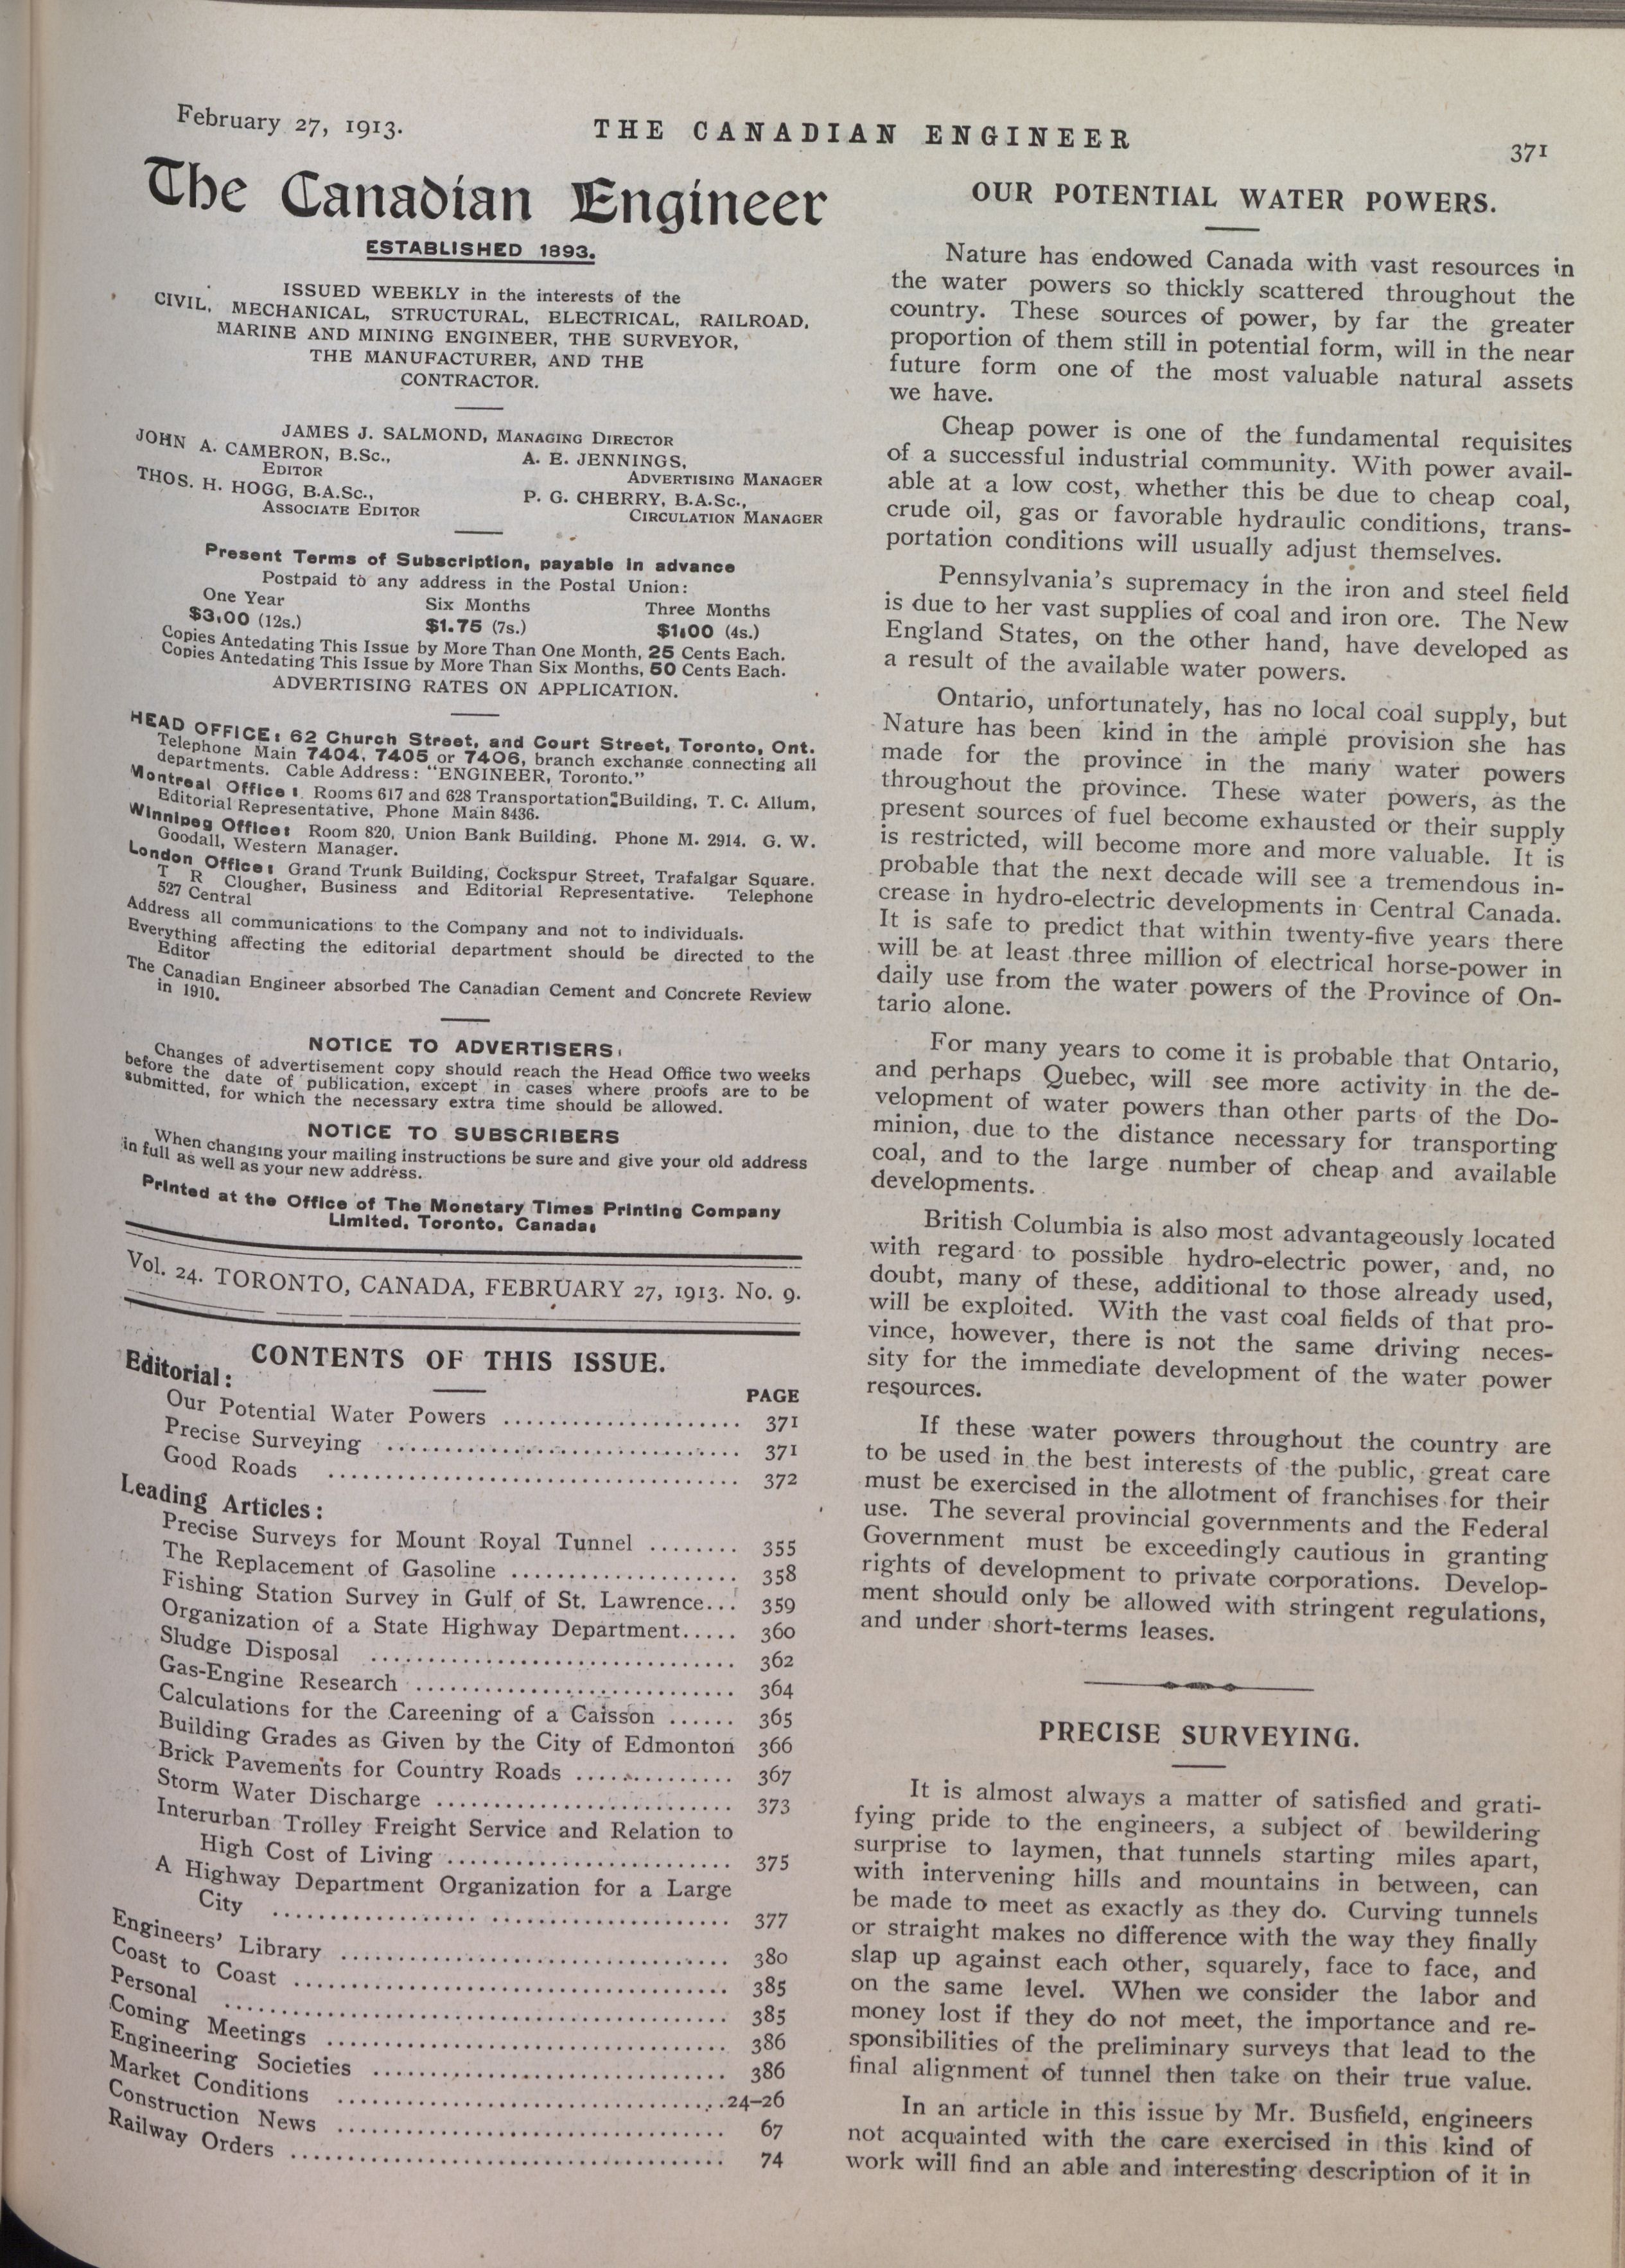 February 27, 1913.
THE CANADIAN ENGINEER
371
The Canadian Engineer
ESTABLISHED 1893.
ISSUED WEEKLY in the interests of the
CIVIL, MECHANICAL, STRUCTURAL, ELECTRICAL, RAILROAD,
MARINE AND MINING ENGINEER, THE SURVEYOR,
THE MANUFACTURER, AND THE
CONTRACTOR.
JAMES J. SALMOND, MANAGING DIRECTOR
JOHN A. CAMERON, B.Sc.,
EDITOR
A. E. JENNINGS,
ADVERTISING MANAGER
THOS. H. HOGG, B.A.Sc.,
ASSOCIATE EDITOR
P. G. CHERRY, B.A.Sc.,
CIRCULATION MANAGER
Present Terms of Subscription, payable in advance
Postpaid to any address in the Postal Union:
One Year Six Months Three Months
$3.00 (12s.) $1.75 (7s.) $1.00 (4s.)
Copies Antedating This Issue by More Than One Month, 25 Cents Each.
Copies Antedating This Issue by More Than Six Months, 50 Cents Each.
ADVERTISING RATES ON APPLICATION.
HEAD OFFICE: 62 Church Street, and Court Street, Toronto, Ont.
Telephone Main 7404, 7405 or 7406, branch exchange connecting all
departments. Cable Address: "ENGINEER, Toronto."
Montreal Office: Rooms 617 and 628 Transportation Building, T. C. Allum,
Editorial Representative, Phone Main 8436.
Winnipeg Office: Room 820, Union Bank Building. Phone M. 2914. G. W.
Goodall, Western Manager.
London Office: Grand Trunk Building, Cockspur Street, Trafalgar Square.
T R Clougher, Business and Editorial Representative. Telephone
527 Central
Address all communications to the Company and not to individuals.
Everything affecting the editorial department should be directed to the
Editor
The Canadian Engineer absorbed The Canadian Cement and Concrete Review
in 1910.
NOTICE TO ADVERTISERS.
Changes of advertisement copy should reach the Head Office two weeks
before the date of publication, except in cases where proofs are to be
submitted, for which the necessary extra time should be allowed.
NOTICE TO SUBSCRIBERS
When changing your mailing instructions be sure and give your old address
in full as well as your new address.
Printed at the Office of The Monetary Times Printing Company
Limited, Toronto, Canada.
Vol. 24. TORONTO, CANADA, FEBRUARY 27, 1913. No. 9.
CONTENTS OF THIS ISSUE.
Editorial:
PAGE
Our Potential Water Powers ...................... 371
Precise Surveying ................................ 371
Good Roads ..................................... 372
Leading Articles:
Precise Surveys for Mount Royal Tunnel ........ 355
The Replacement of Gasoline .................... 358
Fishing Station Survey in Gulf of St. Lawrence... 359
Organization of a State Highway Department..... 360
Sludge Disposal ................................. 362
Gas-Engine Research ............................. 364
Calculations for the Careening of a Caisson ...... 365
Building Grades as Given by the City of Edmonton 366
Brick Pavements for Country Roads .............. 367
Storm Water Discharge ........................... 373
Interurban Trolley Freight Service and Relation to
High Cost of Living .......................... 375
A Highway Department Organization for a Large
City ......................................... 377
Engineers' Library ................................... 380
Coast to Coast ....................................... 385
Personal ............................................. 385
Coming Meetings .................................... 386
Engineering Societies ................................ 386
Market Conditions ...................................24-26
Construction News ................................... 67
Railway Orders ....................................... 74
OUR POTENTIAL WATER POWERS.
Nature has endowed Canada with vast resources in
the water powers so thickly scattered throughout the
country. These sources of power, by far the greater
proportion of them still in potential form, will in the near
future form one of the most valuable natural assets
we have.
Cheap power is one of the fundamental requisites
of a successful industrial community. With power avail-
able at a low cost, whether this be due to cheap coal,
crude oil, gas or favorable hydraulic conditions, trans-
portation conditions will usually adjust themselves.
Pennsylvania's supremacy in the iron and steel field
is due to her vast supplies of coal and iron ore. The New
England States, on the other hand, have developed as
a result of the available water powers.
Ontario, unfortunately, has no local coal supply, but
Nature has been kind in the ample provision she has
made for the province in the many water powers
throughout the province. These water powers, as the
present sources of fuel become exhausted or their supply
is restricted, will become more and more valuable. It is
probable that the next decade will see a tremendous in-
crease in hydro-electric developments in Central Canada.
It is safe to predict that within twenty-five years there
will be at least three million of electrical horse-power in
daily use from the water powers of the Province of On-
tario alone.
For many years to come it is probable that Ontario,
and perhaps Quebec, will see more activity in the de-
velopment of water powers than other parts of the Do-
minion, due to the distance necessary for transporting
coal, and to the large number of cheap and available
developments.
British Columbia is also most advantageously located
with regard to possible hydro-electric power, and, no
doubt, many of these, additional to those already used,
will be exploited. With the vast coal fields of that pro-
vince, however, there is not the same driving neces-
sity for the immediate development of the water power
resources.
If these water powers throughout the country are
to be used in the best interests of the public, great care
must be exercised in the allotment of franchises for their
use. The several provincial governments and the Federal
Government must be exceedingly cautious in granting
rights of development to private corporations. Develop-
ment should only be allowed with stringent regulations,
and under short-terms leases.
PRECISE SURVEYING.
It is almost always a matter of satisfied and grati-
fying pride to the engineers, a subject of bewildering
surprise to laymen, that tunnels starting miles apart,
with intervening hills and mountains in between, can
be made to meet as exactly as they do. Curving tunnels
or straight makes no difference with the way they finally
slap up against each other, squarely, face to face, and
on the same level. When we consider the labor and
money lost if they do not meet, the importance and re-
sponsibilities of the preliminary surveys that lead to the
final alignment of tunnel then take on their true value.
In an article in this issue by Mr. Busfield, engineers
not acquainted with the care exercised in this kind of
work will find an able and interesting description of it in